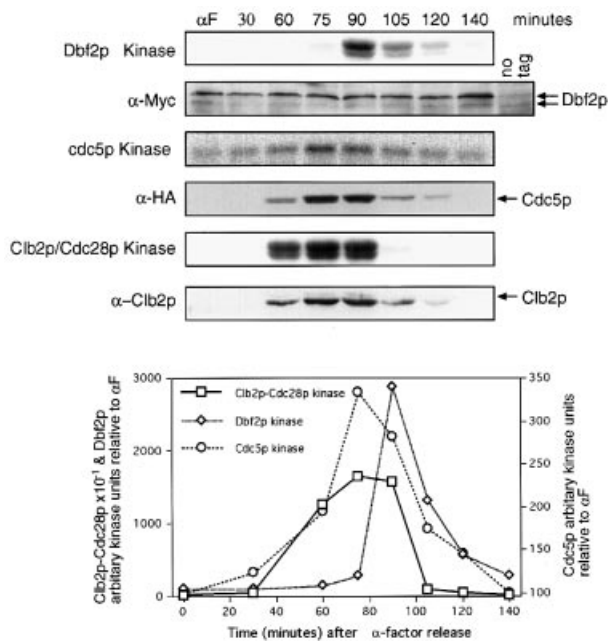 αF 30 60 75 90 105 120 140 minutes
Dbf2p Kinase
no tag
α-Myc
Dbf2p
cdc5p Kinase
α-HA
Cdc5p
Clb2p/Cdc28p Kinase
α–Clb2p
Clb2p
Clb2p-Cdc28p x10⁻¹ & Dbf2p
arbitary kinase units relative to αF
3000
2000
1000
0
Clb2p-Cdc28p kinase
Dbf2p kinase
Cdc5p kinase
350
300
250
200
150
100
Cdc5p arbitary kinase units
relative to αF
0 20 40 60 80 100 120 140
Time (minutes) after α-factor release